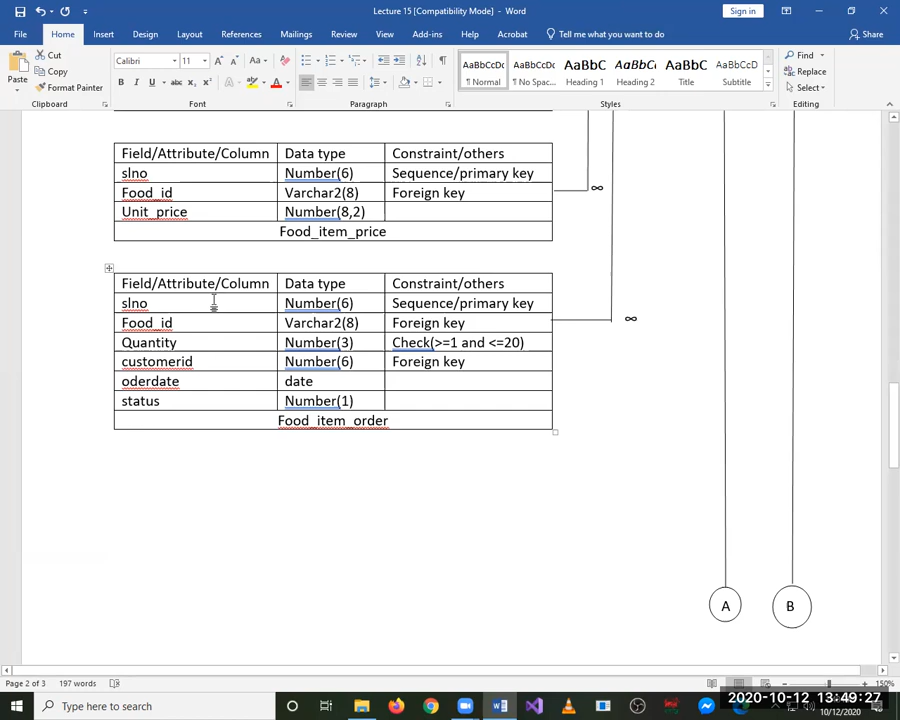 Lecture 15 [Compatibility Mode] - Word
Sign in
File Home Insert Design Layout References Mailings Review View Add-ins Help Acrobat Tell me what you want to do Share
Paste
Cut
Copy
Format Painter
Calibri 11
AaBbCcDc AaBbCcDc AaBbC AaBbCc AaBbC AaBbCcD
¶ Normal ¶ No Spac... Heading 1 Heading 2 Title Subtitle
Find
Replace
Select
Clipboard Font Paragraph Styles Editing
Field/Attribute/Column Data type Constraint/others
slno Number(6) Sequence/primary key
Food_id Varchar2(8) Foreign key
Unit_price Number(8,2)
Food_item_price
∞
Field/Attribute/Column Data type Constraint/others
slno Number(6) Sequence/primary key
Food_id Varchar2(8) Foreign key
Quantity Number(3) Check(>=1 and <=20)
customerid Number(6) Foreign key
oderdate date
status Number(1)
Food_item_order
∞
A B
Page 2 of 3 197 words 150%
Type here to search
2020-10-12 13:49:27
10/12/2020